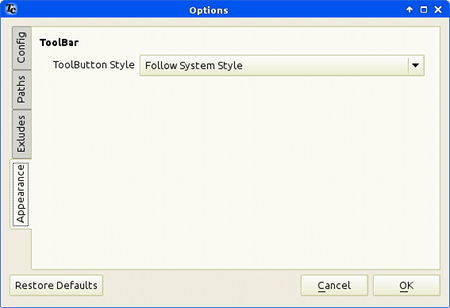 Options
Config
Paths
Exludes
Appearance
ToolBar
ToolButton Style
Follow System Style
Restore Defaults
Cancel
OK